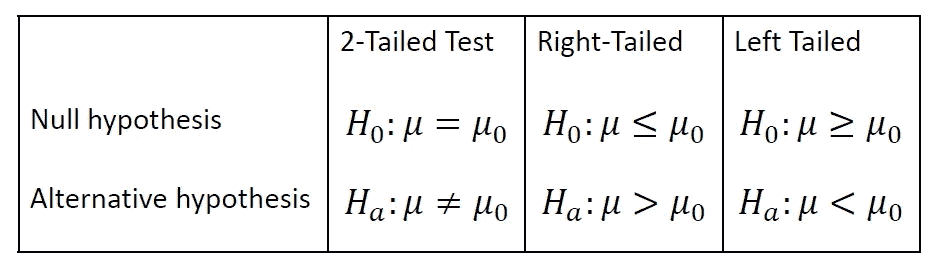 2-Tailed Test Right-Tailed Left Tailed
Null hypothesis H₀: μ = μ₀ H₀: μ ≤ μ₀ H₀: μ ≥ μ₀
Alternative hypothesis Hₐ: μ ≠ μ₀ Hₐ: μ > μ₀ Hₐ: μ < μ₀